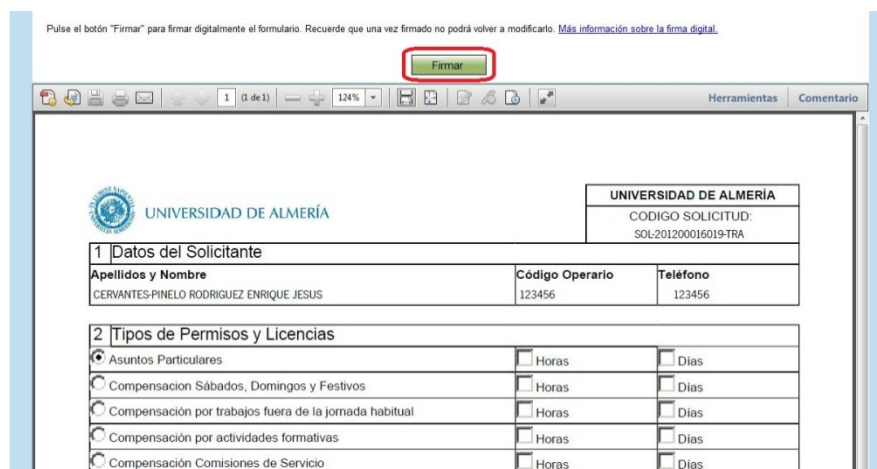 Pulse el botón "Firmar" para firmar digitalmente el formulario. Recuerde que una vez firmado no podrá volver a modificarlo. Más información sobre la firma digital.
Firmar
1 (1 de 1) 124% Herramientas Comentario
UNIVERSIDAD DE ALMERÍA
UNIVERSIDAD DE ALMERÍA
CODIGO SOLICITUD:
SOL-201200016019-TRA
1 Datos del Solicitante
Apellidos y Nombre Código Operario Teléfono
CERVANTES-PINELO RODRIGUEZ ENRIQUE JESUS 123456 123456
2 Tipos de Permisos y Licencias
Asuntos Particulares Horas Días
Compensacion Sábados, Domingos y Festivos Horas Días
Compensación por trabajos fuera de la jornada habitual Horas Días
Compensación por actividades formativas Horas Días
Compensación Comisiones de Servicio Horas Días